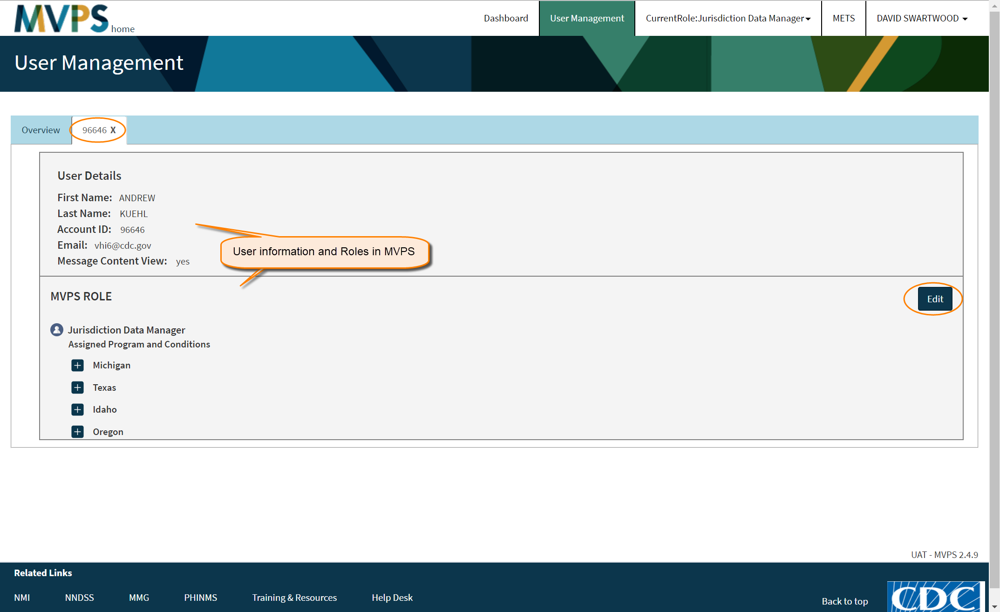 MVPS home
Dashboard
User Management
CurrentRole:Jurisdiction Data Manager
METS
DAVID SWARTWOOD
User Management
Overview
96646 X
User Details
First Name: ANDREW
Last Name: KUEHL
Account ID: 96646
Email: vhi6@cdc.gov
Message Content View: yes
User information and Roles in MVPS
MVPS ROLE
Edit
Jurisdiction Data Manager
Assigned Program and Conditions
Michigan
Texas
Idaho
Oregon
UAT - MVPS 2.4.9
Related Links
NMI
NNDSS
MMG
PHINMS
Training & Resources
Help Desk
Back to top
CDC